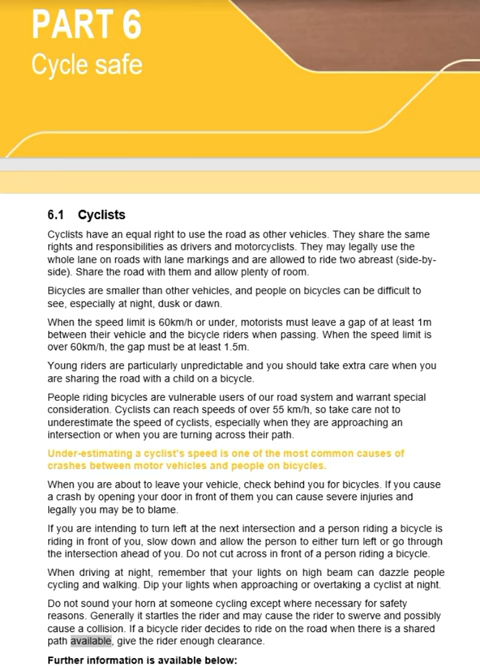 PART 6
Cycle safe
6.1 Cyclists
Cyclists have an equal right to use the road as other vehicles. They share the same
rights and responsibilities as drivers and motorcyclists. They may legally use the
whole lane on roads with lane markings and are allowed to ride two abreast (side-by-
side). Share the road with them and allow plenty of room.
Bicycles are smaller than other vehicles, and people on bicycles can be difficult to
see, especially at night, dusk or dawn.
When the speed limit is 60km/h or under, motorists must leave a gap of at least 1m
between their vehicle and the bicycle riders when passing. When the speed limit is
over 60km/h, the gap must be at least 1.5m.
Young riders are particularly unpredictable and you should take extra care when you
are sharing the road with a child on a bicycle.
People riding bicycles are vulnerable users of our road system and warrant special
consideration. Cyclists can reach speeds of over 55 km/h, so take care not to
underestimate the speed of cyclists, especially when they are approaching an
intersection or when you are turning across their path.
Under-estimating a cyclist's speed is one of the most common causes of
crashes between motor vehicles and people on bicycles.
When you are about to leave your vehicle, check behind you for bicycles. If you cause
a crash by opening your door in front of them you can cause severe injuries and
legally you may be to blame.
If you are intending to turn left at the next intersection and a person riding a bicycle is
riding in front of you, slow down and allow the person to either turn left or go through
the intersection ahead of you. Do not cut across in front of a person riding a bicycle.
When driving at night, remember that your lights on high beam can dazzle people
cycling and walking. Dip your lights when approaching or overtaking a cyclist at night.
Do not sound your horn at someone cycling except where necessary for safety
reasons. Generally it startles the rider and may cause the rider to swerve and possibly
cause a collision. If a bicycle rider decides to ride on the road when there is a shared
path available, give the rider enough clearance.
Further information is available below: